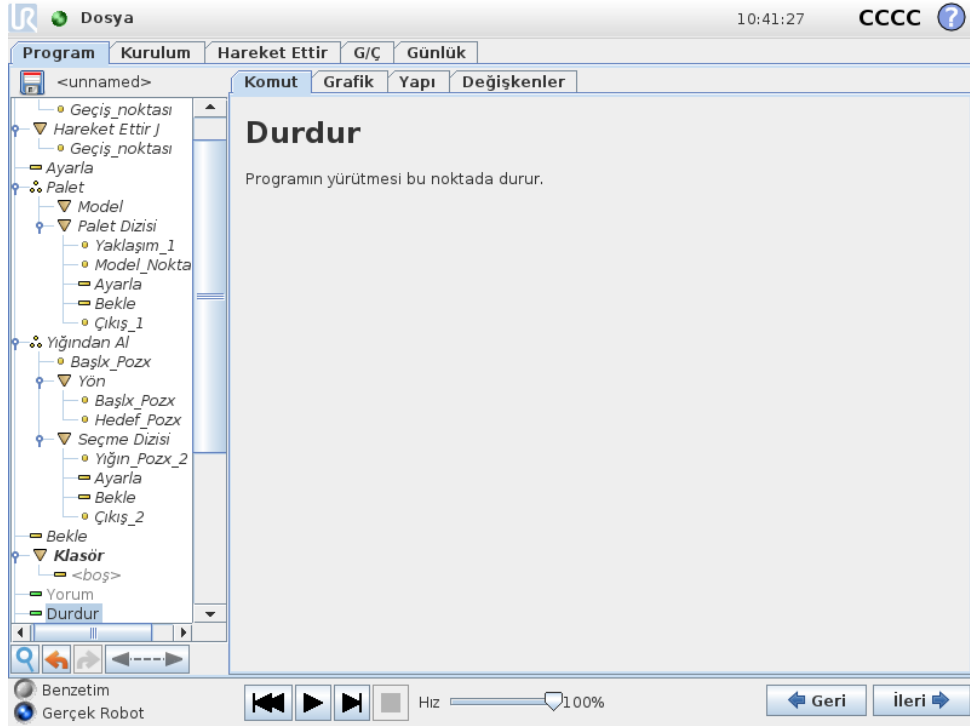 UR Dosya 10:41:27 CCCC ?
Program Kurulum Hareket Ettir G/Ç Günlük
<unnamed>
Komut Grafik Yapı Değişkenler
Geçiş_noktası
Hareket Ettir J
Geçiş_noktası
Ayarla
Palet
Model
Palet Dizisi
Yaklaşım_1
Model_Nokta
Ayarla
Bekle
Çıkış_1
Yığından Al
Başlx_Pozx
Yön
Başlx_Pozx
Hedef_Pozx
Seçme Dizisi
Yığın_Pozx_2
Ayarla
Bekle
Çıkış_2
Bekle
Klasör
<boş>
Yorum
Durdur
Durdur
Programın yürütmesi bu noktada durur.
Benzetim
Gerçek Robot
Hız 100%
Geri İleri